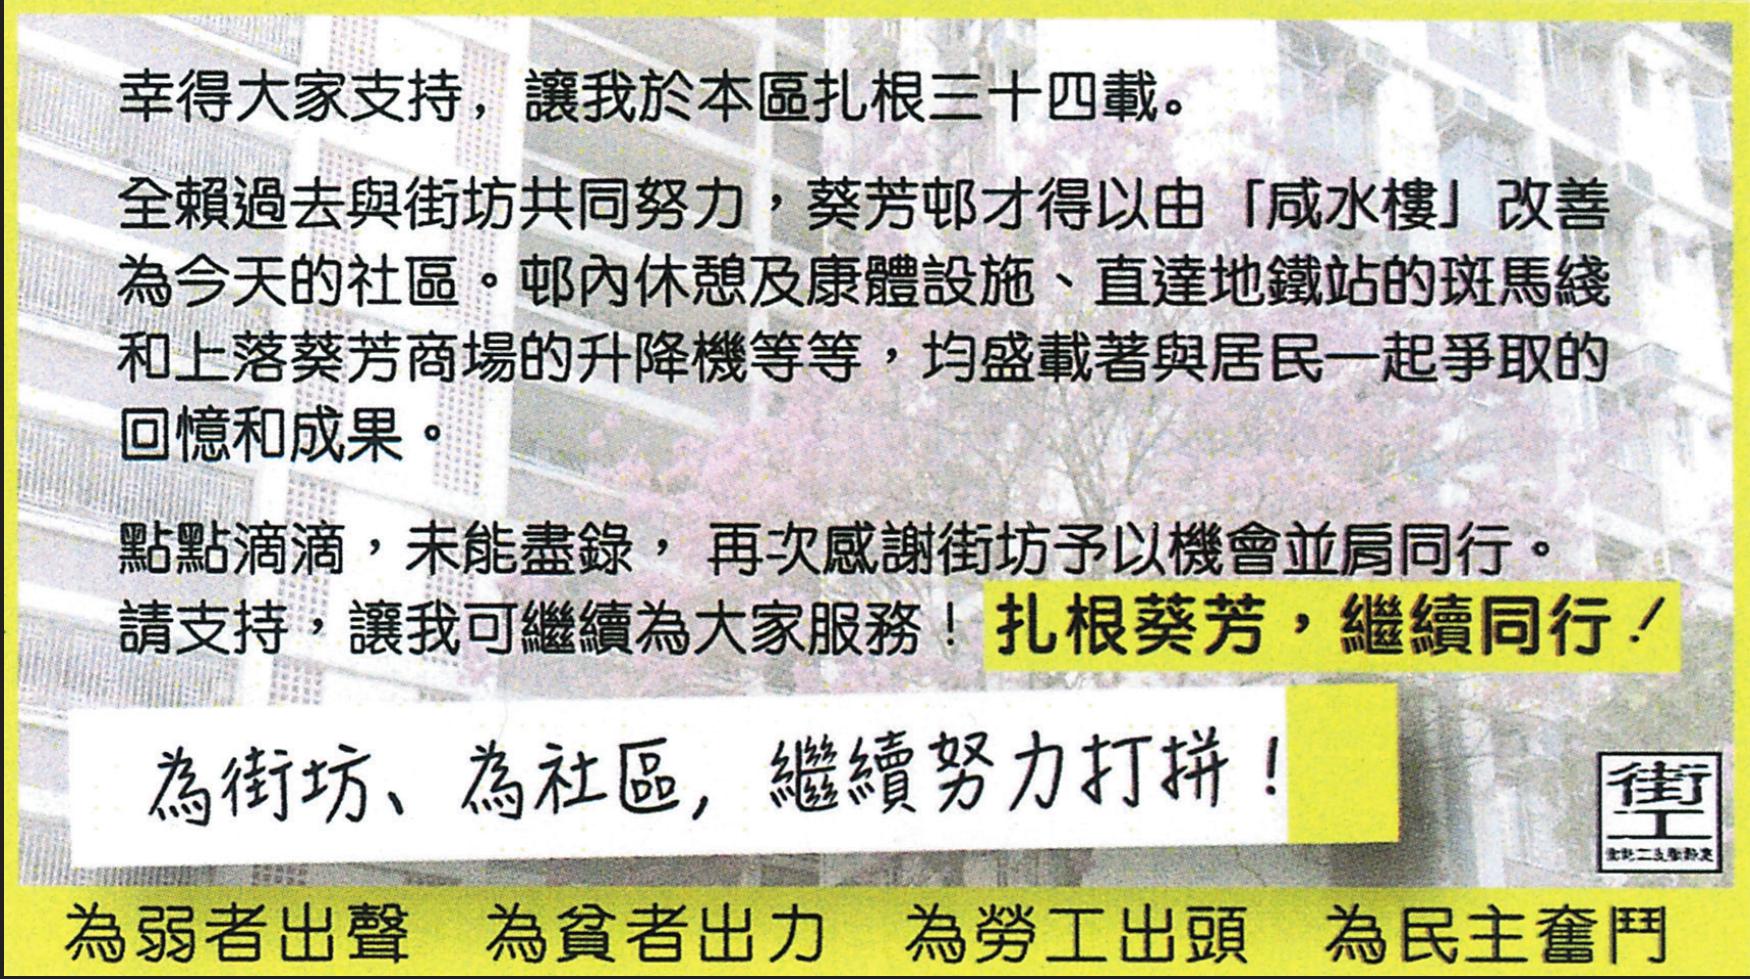 幸得大家支持，讓我於本區扎根三十四載。
全賴過去與街坊共同努力，葵芳邨才得以由「咸水樓」改善
為今天的社區。邨內休憩及康體設施、直達地鐵站的斑馬綫
和上落葵芳商場的升降機等等，均盛載著與居民一起爭取的
回憶和成果。
點點滴滴，未能盡錄， 再次感謝街坊予以機會並肩同行。
請支持，讓我可繼續為大家服務！扎根葵芳，繼續同行！
為街坊、為社區，繼續努力打拼！
街工
為弱者出聲 為貧者出力 為勞工出頭 為民主奮鬥